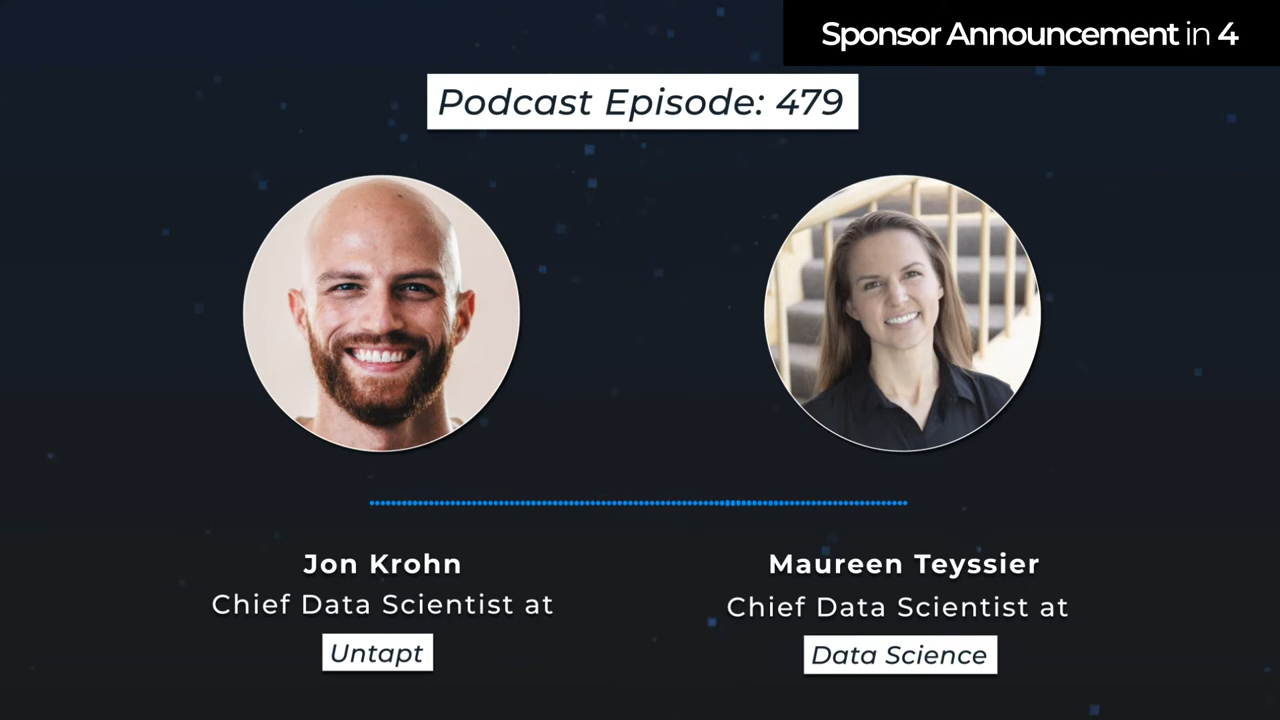 Sponsor Announcement in 4
Podcast Episode: 479
Jon Krohn
Chief Data Scientist at
Untapt
Maureen Teyssier
Chief Data Scientist at
Data Science